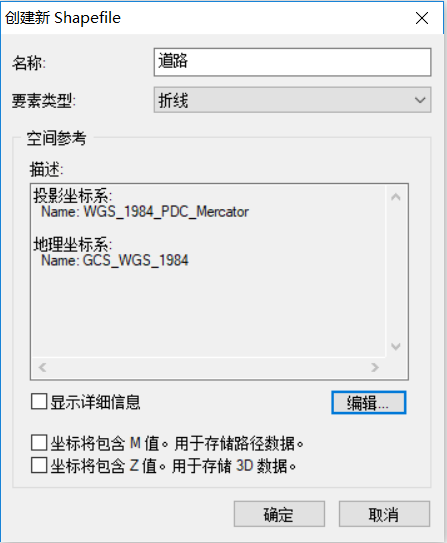 创建新 Shapefile
名称:
道路
要素类型:
折线
空间参考
描述:
投影坐标系:
Name: WGS_1984_PDC_Mercator
地理坐标系:
Name: GCS_WGS_1984
显示详细信息
编辑...
坐标将包含 M 值。用于存储路径数据。
坐标将包含 Z 值。用于存储 3D 数据。
确定
取消